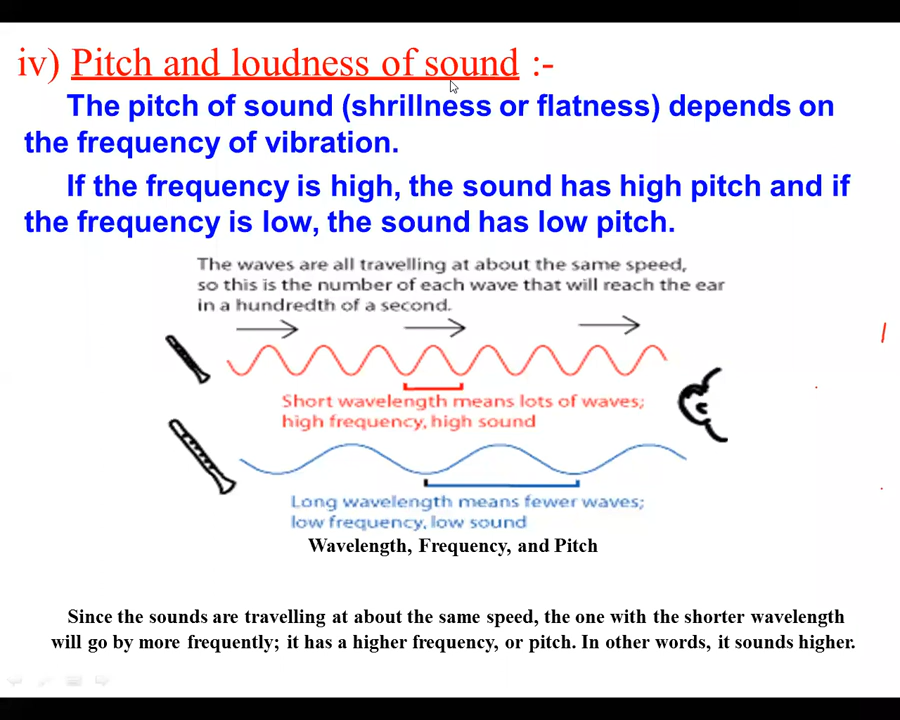 iv) Pitch and loudness of sound :-
The pitch of sound (shrillness or flatness) depends on
the frequency of vibration.
If the frequency is high, the sound has high pitch and if
the frequency is low, the sound has low pitch.
The waves are all travelling at about the same speed,
so this is the number of each wave that will reach the ear
in a hundredth of a second.
Short wavelength means lots of waves;
high frequency, high sound
Long wavelength means fewer waves;
low frequency, low sound
Wavelength, Frequency, and Pitch
Since the sounds are travelling at about the same speed, the one with the shorter wavelength
will go by more frequently; it has a higher frequency, or pitch. In other words, it sounds higher.